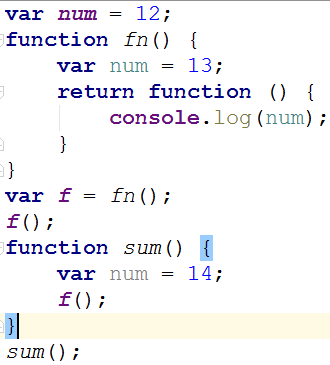 var num = 12;
function fn() {
    var num = 13;
    return function () {
        console.log(num);
    }
}
var f = fn();
f();
function sum() {
    var num = 14;
    f();
}
sum();